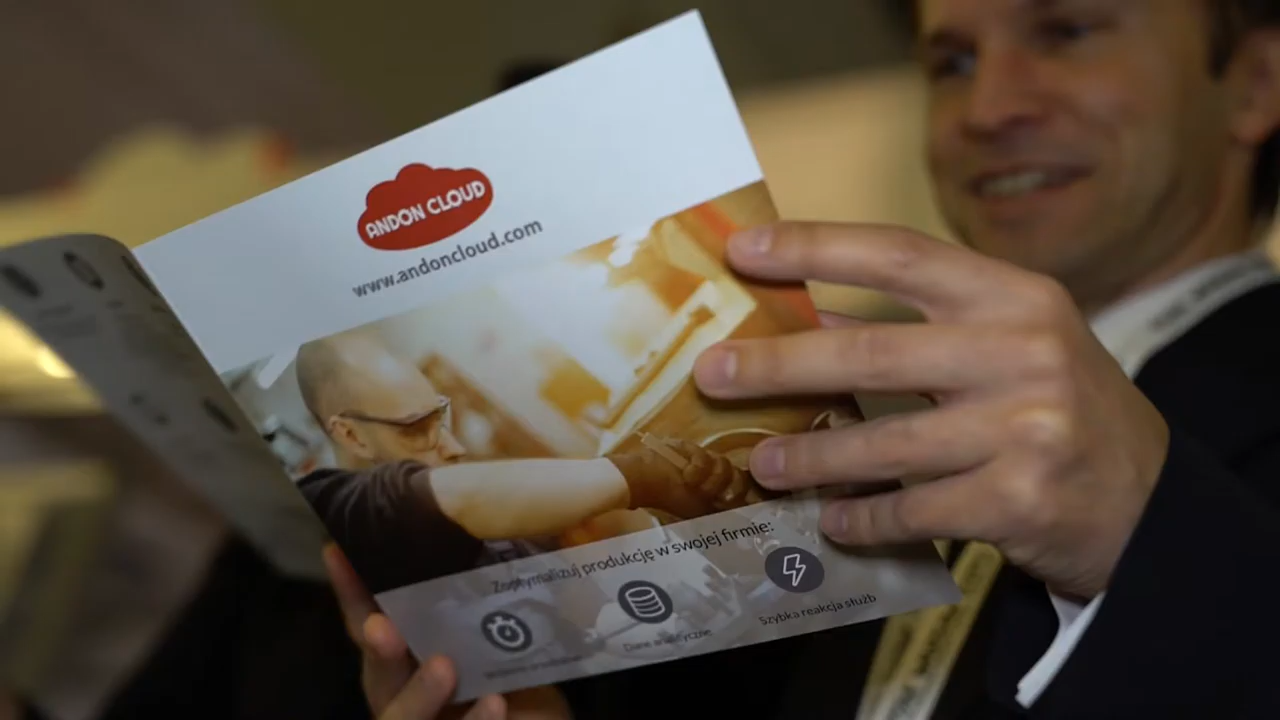 ANDON CLOUD
www.andoncloud.com
Zoptymalizuj produkcję w swojej firmie:
Dane analityczne
Szybka reakcja służb